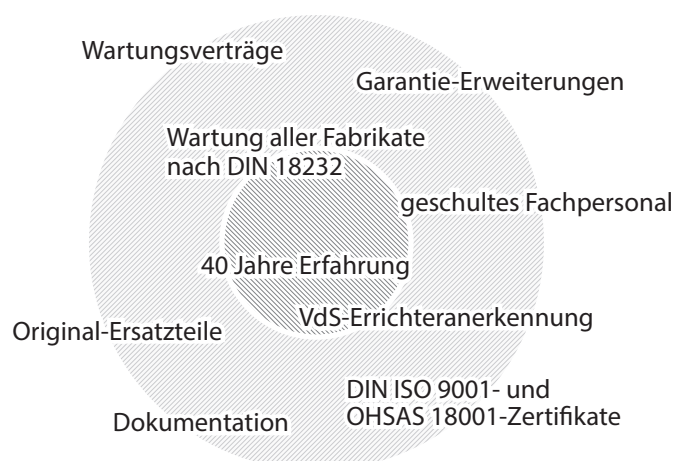 Wartungsverträge
Garantie-Erweiterungen
Wartung aller Fabrikate
nach DIN 18232
geschultes Fachpersonal
40 Jahre Erfahrung
VdS-Errichteranerkennung
Original-Ersatzteile
DIN ISO 9001- und
OHSAS 18001-Zertifikate
Dokumentation